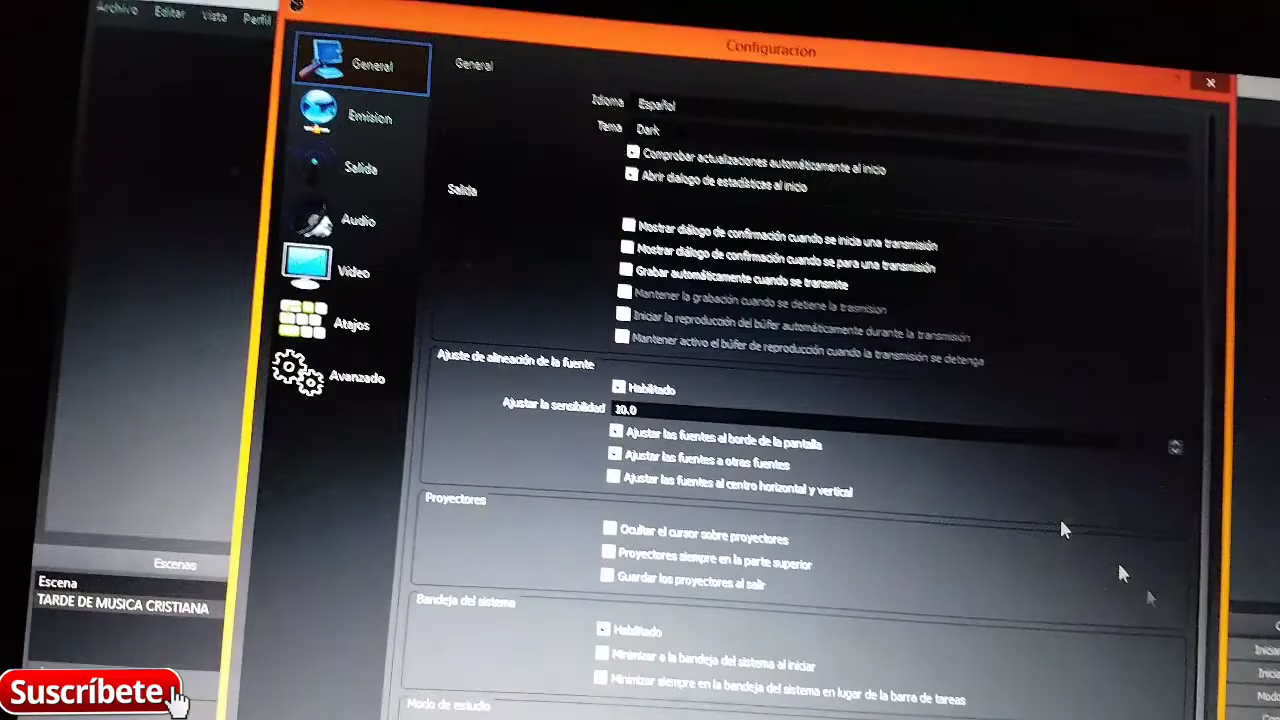 Archivo Editar Vista Perfil
Configuracion
General
Emision
Salida
Audio
Video
Atajos
Avanzado
General
Idioma Español
Tema Dark
Comprobar actualizaciones automáticamente al inicio
Abrir dialogo de estadísticas al inicio
Salida
Mostrar diálogo de confirmación cuando se inicia una transmisión
Mostrar diálogo de confirmación cuando se para una transmisión
Grabar automáticamente cuando se transmite
Mantener la grabación cuando se detiene la trasmision
Iniciar la reproducción del búfer automáticamente durante la transmisión
Mantener activo el búfer de reproducción cuando la transmisión se detenga
Ajuste de alineación de la fuente
Habilitado
Ajustar la sensibilidad 10.0
Ajustar las fuentes al borde de la pantalla
Ajustar las fuentes a otras fuentes
Ajustar las fuentes al centro horizontal y vertical
Proyectores
Ocultar el cursor sobre proyectores
Proyectores siempre en la parte superior
Guardar los proyectores al salir
Bandeja del sistema
Habilitado
Minimizar a la bandeja del sistema al iniciar
Minimizar siempre en la bandeja del sistema en lugar de la barra de tareas
Modo de estudio
Escenas
Escena
TARDE DE MUSICA CRISTIANA
Suscríbete